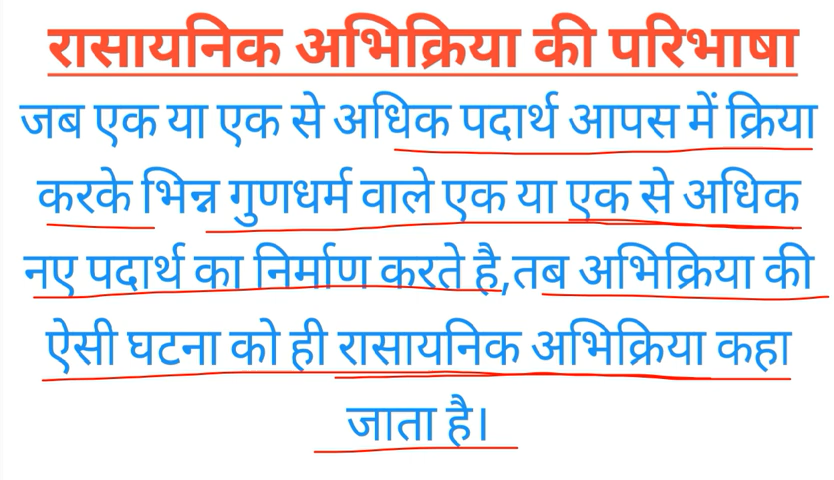 रासायनिक अभिक्रिया की परिभाषा
जब एक या एक से अधिक पदार्थ आपस में क्रिया
करके भिन्न गुणधर्म वाले एक या एक से अधिक
नए पदार्थ का निर्माण करते है,तब अभिक्रिया की
ऐसी घटना को ही रासायनिक अभिक्रिया कहा
जाता है।